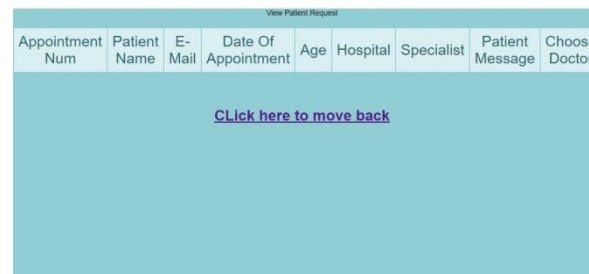 View Patient Request
Appointment Num
Patient Name
E-Mail
Date Of Appointment
Age
Hospital
Specialist
Patient Message
CLick here to move back